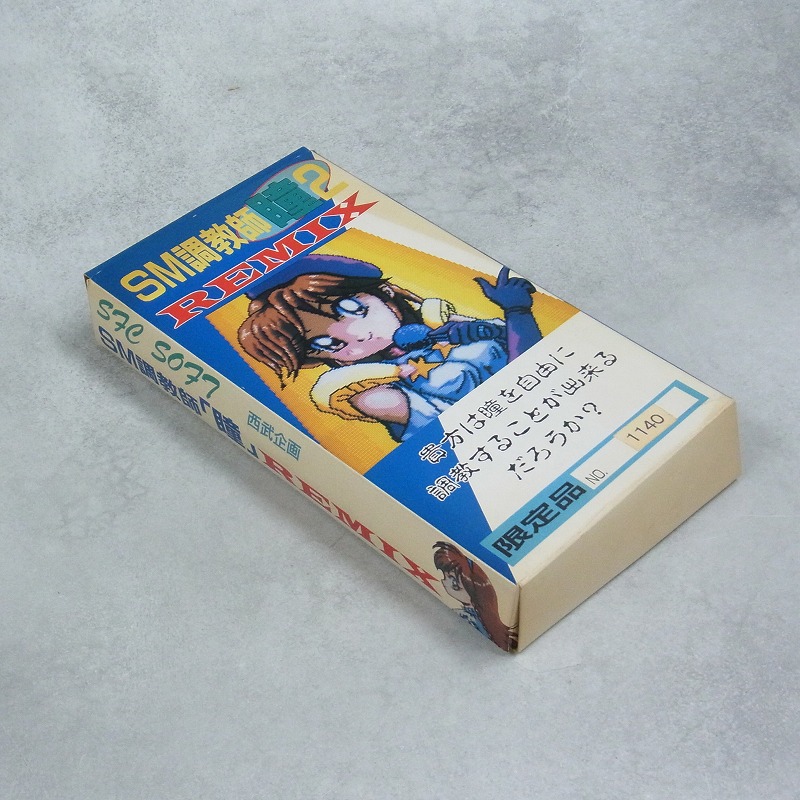 SM調教師瞳2
REMIX
貴方は瞳を自由に
調教することが出来る
だろうか?
限定品
NO.
1140
SFC SOFT
SM調教師「瞳」REMIX
西武企画